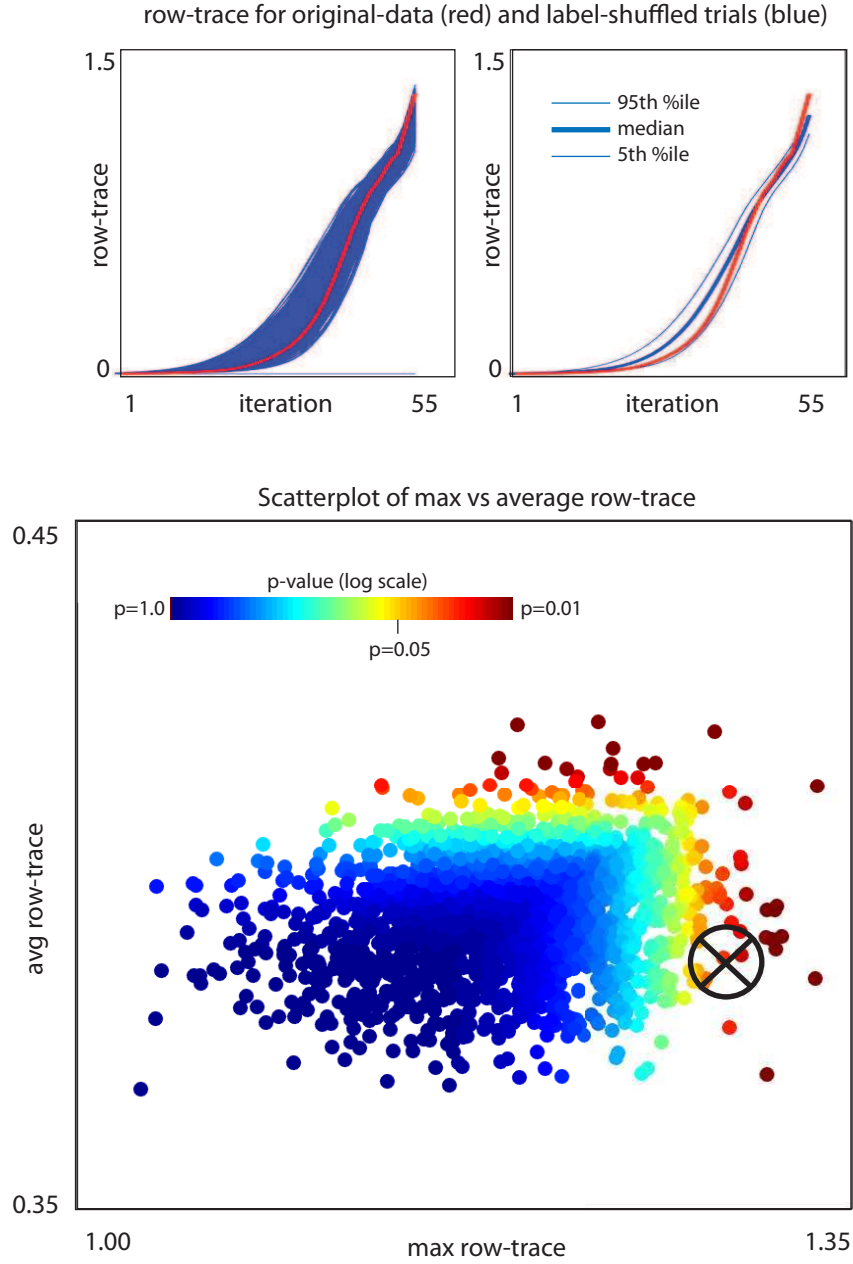 row-trace for original-data (red) and label-shuffled trials (blue)
1.5
row-trace
0
1
iteration
55
1.5
95th %ile
median
5th %ile
row-trace
0
1
iteration
55
Scatterplot of max vs average row-trace
0.45
p-value (log scale)
p=1.0
p=0.01
p=0.05
avg row-trace
0.35
1.00
max row-trace
1.35